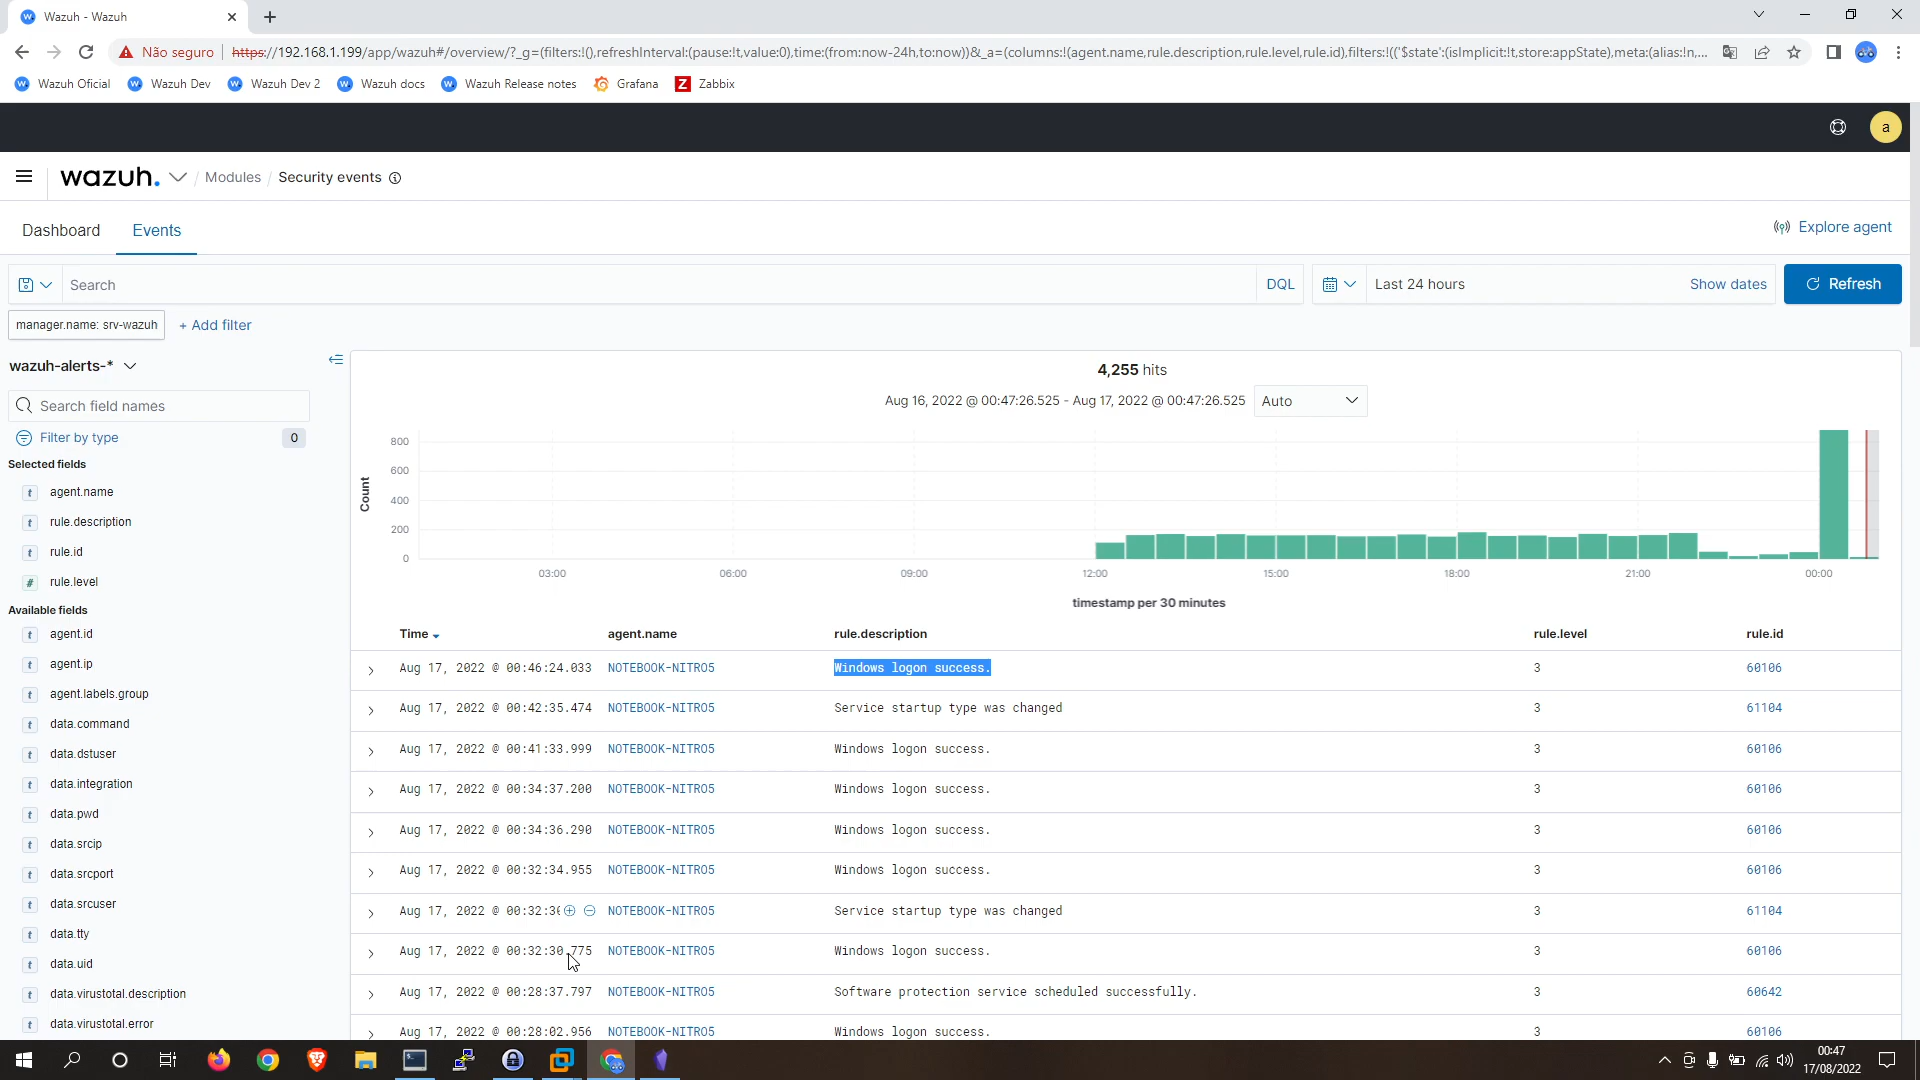 Wazuh - Wazuh
Não seguro
https://192.168.1.199/app/wazuh#/overview/?_g=(filters:!(),refreshInterval:(pause:!t,value:0),time:(from:now-24h,to:now))&_a=(columns:!(agent.name,rule.description,rule.level,rule.id),filters:!(('$state':(isImplicit:!t,store:appState),meta:(alias:!n,...
Wazuh Oficial
Wazuh Dev
Wazuh Dev 2
Wazuh docs
Wazuh Release notes
Grafana
Z Zabbix
a
wazuh. / Modules / Security events
Dashboard
Events
Explore agent
Search
DQL
Last 24 hours
Show dates
Refresh
manager.name: srv-wazuh
+ Add filter
wazuh-alerts-*
Search field names
Filter by type
0
Selected fields
t agent.name
t rule.description
t rule.id
# rule.level
Available fields
t agent.id
t agent.ip
t agent.labels.group
t data.command
t data.dstuser
t data.integration
t data.pwd
t data.srcip
t data.srcport
t data.srcuser
t data.tty
t data.uid
t data.virustotal.description
t data.virustotal.error
4,255 hits
Aug 16, 2022 @ 00:47:26.525 - Aug 17, 2022 @ 00:47:26.525
Auto
Count
800
600
400
200
0
03:00 06:00 09:00 12:00 15:00 18:00 21:00 00:00
timestamp per 30 minutes
Time agent.name rule.description rule.level rule.id
Aug 17, 2022 @ 00:46:24.033 NOTEBOOK-NITRO5 Windows logon success. 3 60106
Aug 17, 2022 @ 00:42:35.474 NOTEBOOK-NITRO5 Service startup type was changed 3 61104
Aug 17, 2022 @ 00:41:33.999 NOTEBOOK-NITRO5 Windows logon success. 3 60106
Aug 17, 2022 @ 00:34:37.200 NOTEBOOK-NITRO5 Windows logon success. 3 60106
Aug 17, 2022 @ 00:34:36.290 NOTEBOOK-NITRO5 Windows logon success. 3 60106
Aug 17, 2022 @ 00:32:34.955 NOTEBOOK-NITRO5 Windows logon success. 3 60106
Aug 17, 2022 @ 00:32:3 NOTEBOOK-NITRO5 Service startup type was changed 3 61104
Aug 17, 2022 @ 00:32:30.775 NOTEBOOK-NITRO5 Windows logon success. 3 60106
Aug 17, 2022 @ 00:28:37.797 NOTEBOOK-NITRO5 Software protection service scheduled successfully. 3 60642
Aug 17, 2022 @ 00:28:02.956 NOTEBOOK-NITRO5 Windows logon success. 3 60106
00:47
17/08/2022